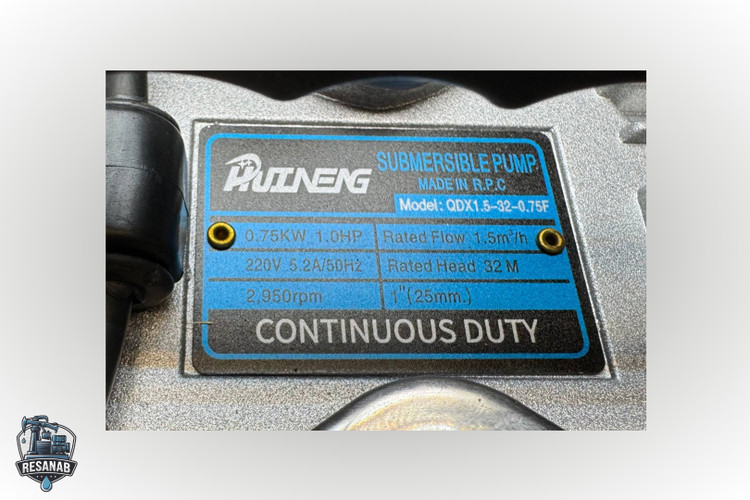 HUINENG
SUBMERSIBLE PUMP
MADE IN R.P.C
Model: QDX1.5-32-0.75F
0.75KW 1.0HP
Rated Flow 1.5m³/h
220V 5.2A/50Hz
Rated Head 32 M
2,950rpm
1"(25mm.)
CONTINUOUS DUTY
RESANAB